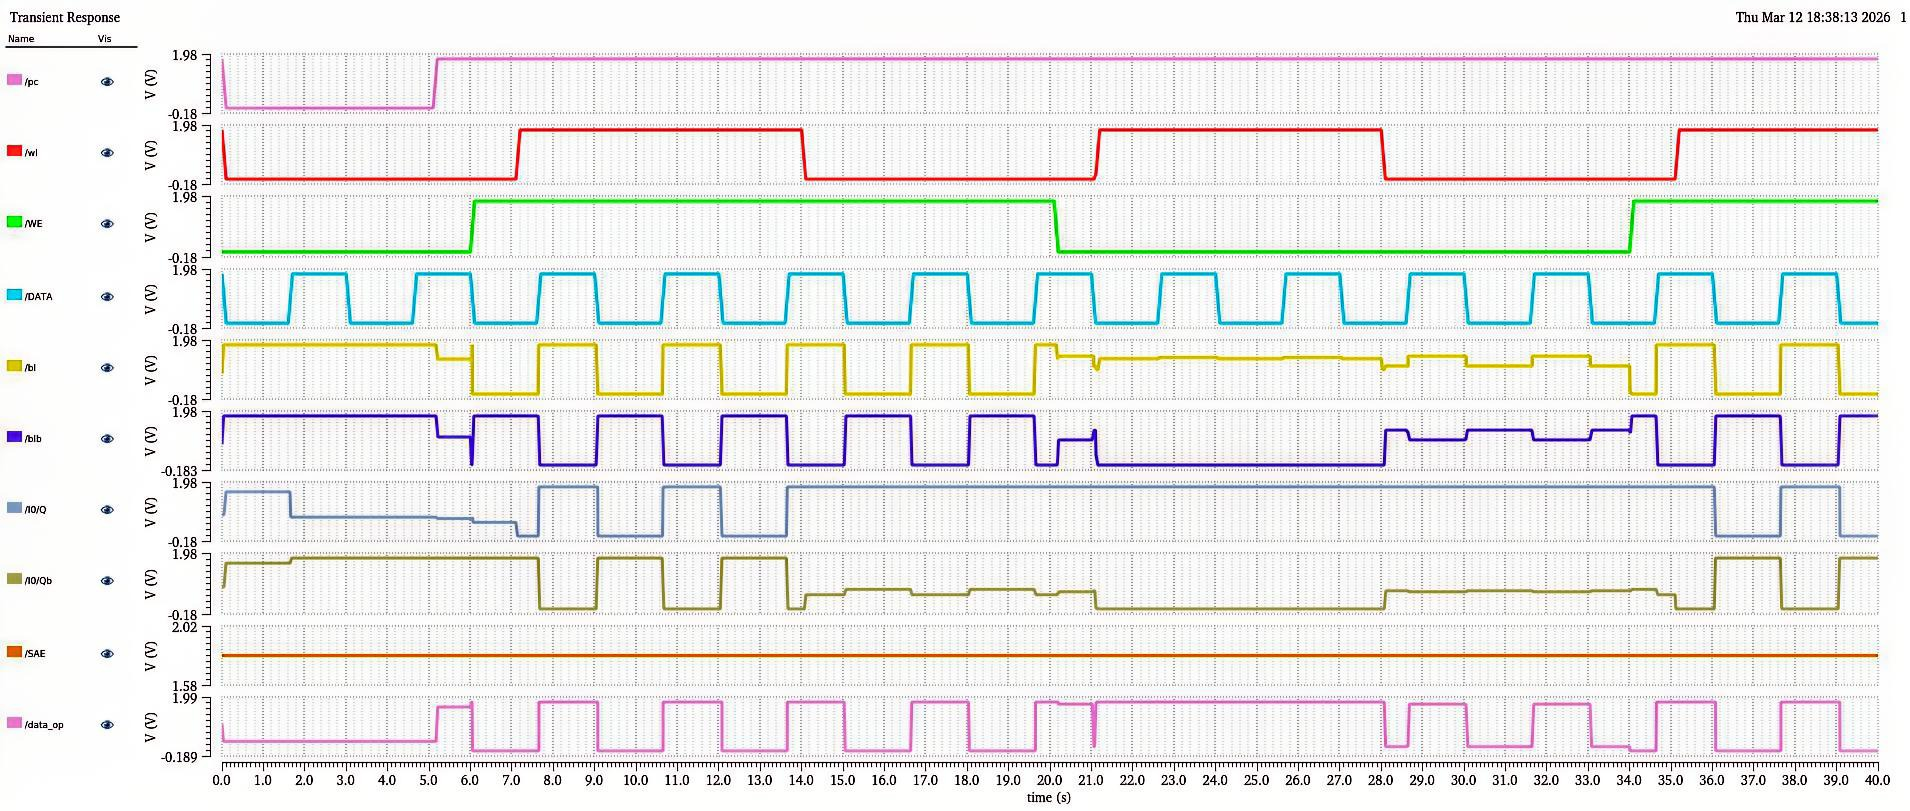 Transient Response
Thu Mar 12 18:38:13 2026 1
Name Vis
/pc
V (V)
1.98
-0.18
/wl
V (V)
1.98
-0.18
/WE
V (V)
1.98
-0.18
/DATA
V (V)
1.98
-0.18
/bl
V (V)
1.98
-0.18
/blb
V (V)
1.98
-0.183
/I0/Q
V (V)
1.98
-0.18
/I0/Qb
V (V)
1.98
-0.18
/SAE
V (V)
2.02
1.58
/data_op
V (V)
1.99
-0.189
0.0 1.0 2.0 3.0 4.0 5.0 6.0 7.0 8.0 9.0 10.0 11.0 12.0 13.0 14.0 15.0 16.0 17.0 18.0 19.0 20.0 21.0 22.0 23.0 24.0 25.0 26.0 27.0 28.0 29.0 30.0 31.0 32.0 33.0 34.0 35.0 36.0 37.0 38.0 39.0 40.0
time (s)